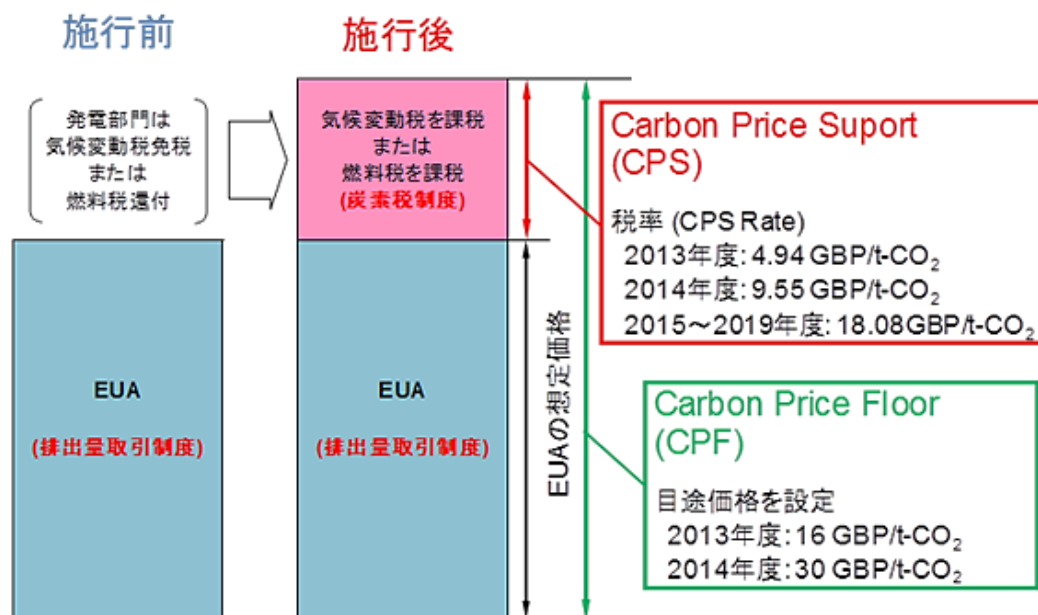 施行前
施行後
発電部門は
気候変動税免税
または
燃料税還付
気候変動税を課税
または
燃料税を課税
(炭素税制度)
EUA
(排出量取引制度)
EUA
(排出量取引制度)
EUAの想定価格
Carbon Price Suport
(CPS)
税率 (CPS Rate)
2013年度: 4.94 GBP/t-CO2
2014年度: 9.55 GBP/t-CO2
2015～2019年度: 18.08GBP/t-CO2
Carbon Price Floor
(CPF)
目途価格を設定
2013年度: 16 GBP/t-CO2
2014年度: 30 GBP/t-CO2